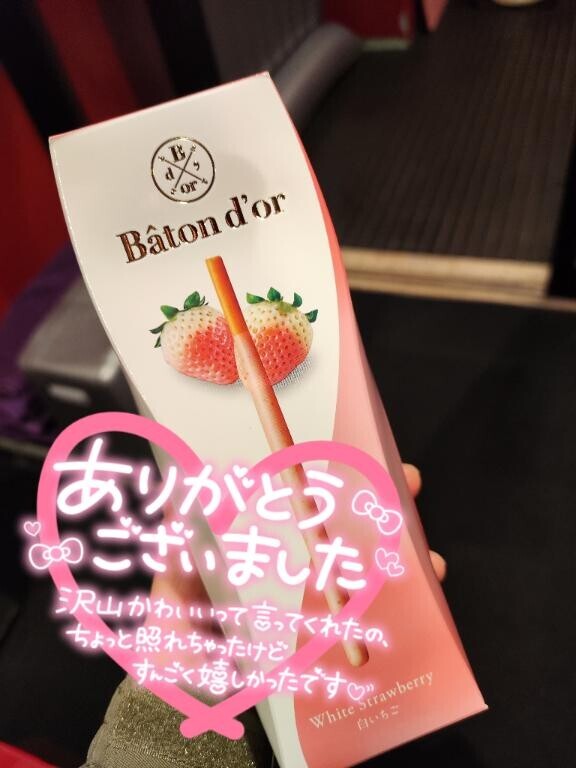 B
d y
or
Bâton d'or
ありがとう
ございました
沢山かわいいって言ってくれたの、
ちょっと照れちゃったけど
すんごく嬉しかったです
White Strawberry
白いちご